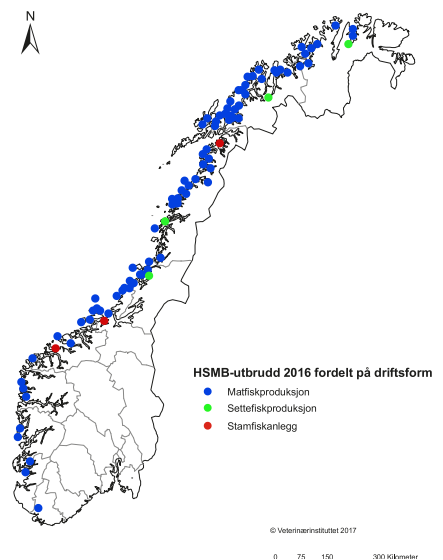 N
HSMB-utbrudd 2016 fordelt på driftsform
Matfiskproduksjon
Settefiskproduksjon
Stamfiskanlegg
© Veterinærinstituttet 2017
0 75 150 300 Kilometer